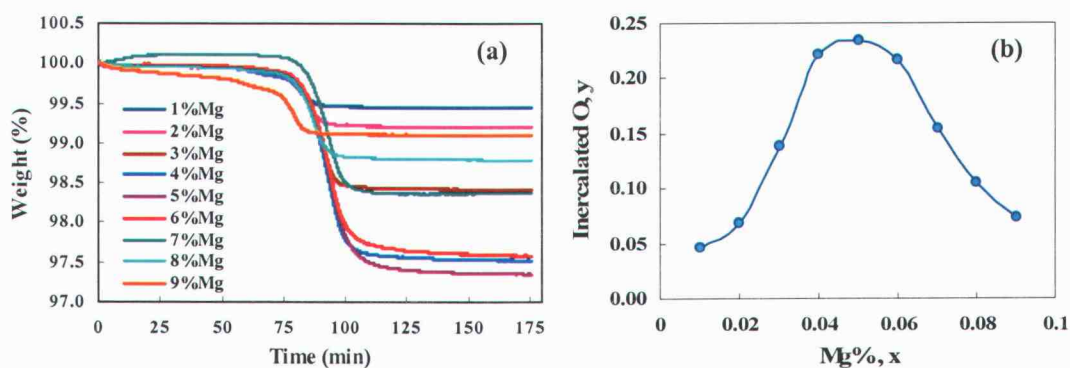 (a)
Weight (%)
100.5
100.0
99.5
99.0
98.5
98.0
97.5
97.0
1%Mg
2%Mg
3%Mg
4%Mg
5%Mg
6%Mg
7%Mg
8%Mg
9%Mg
0 25 50 75 100 125 150 175
Time (min)
(b)
Inercalated O, y
0.25
0.20
0.15
0.10
0.05
0.00
0 0.02 0.04 0.06 0.08 0.1
Mg%, x